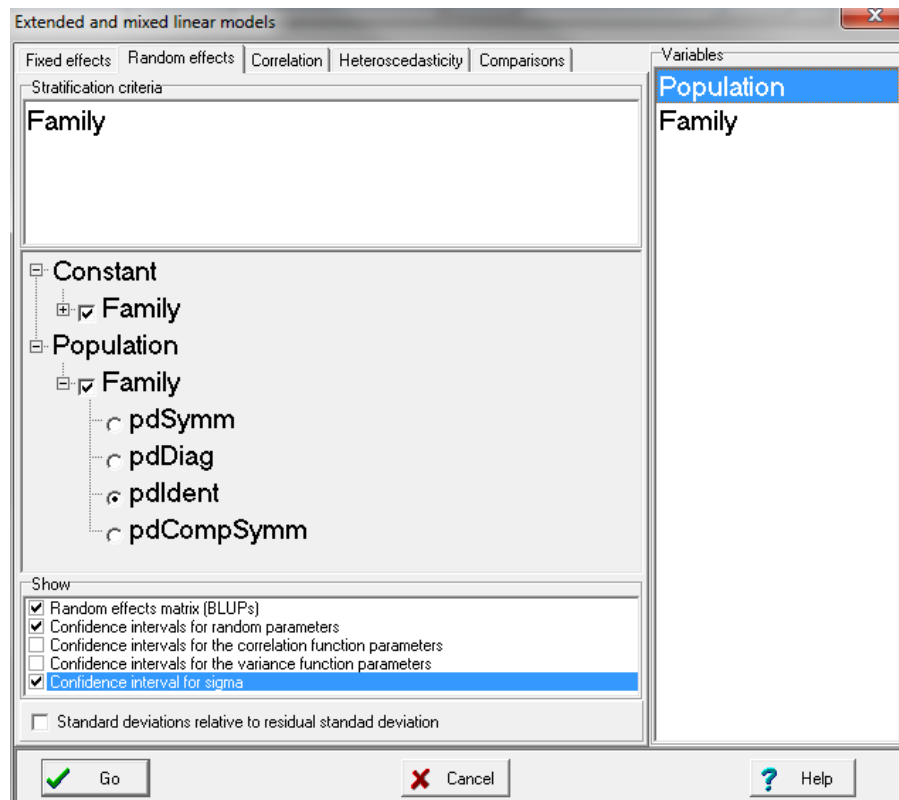 Extended and mixed linear models
x
Fixed effects Random effects Correlation Heteroscedasticity Comparisons
Stratification criteria
Family
Constant
Family
Population
Family
pdSymm
pdDiag
pdIdent
pdCompSymm
Show
Random effects matrix (BLUPs)
Confidence intervals for random parameters
Confidence intervals for the correlation function parameters
Confidence intervals for the variance function parameters
Confidence interval for sigma
Standard deviations relative to residual standad deviation
Variables
Population
Family
Go Cancel ? Help